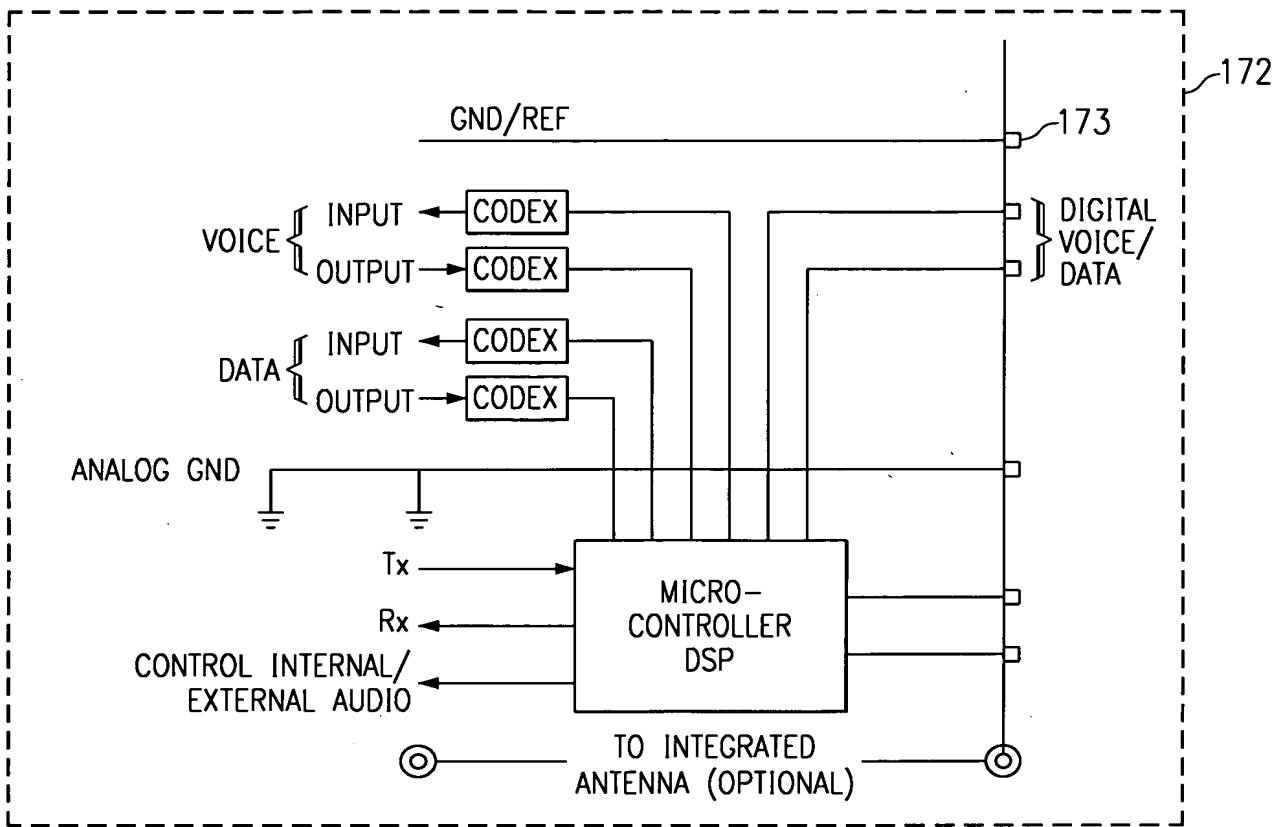 172
GND/REF
173
VOICE
INPUT
CODEX
OUTPUT
CODEX
DIGITAL
VOICE/
DATA
DATA
INPUT
CODEX
OUTPUT
CODEX
ANALOG GND
Tx
Rx
CONTROL INTERNAL/
EXTERNAL AUDIO
MICRO-
CONTROLLER
DSP
TO INTEGRATED
ANTENNA (OPTIONAL)